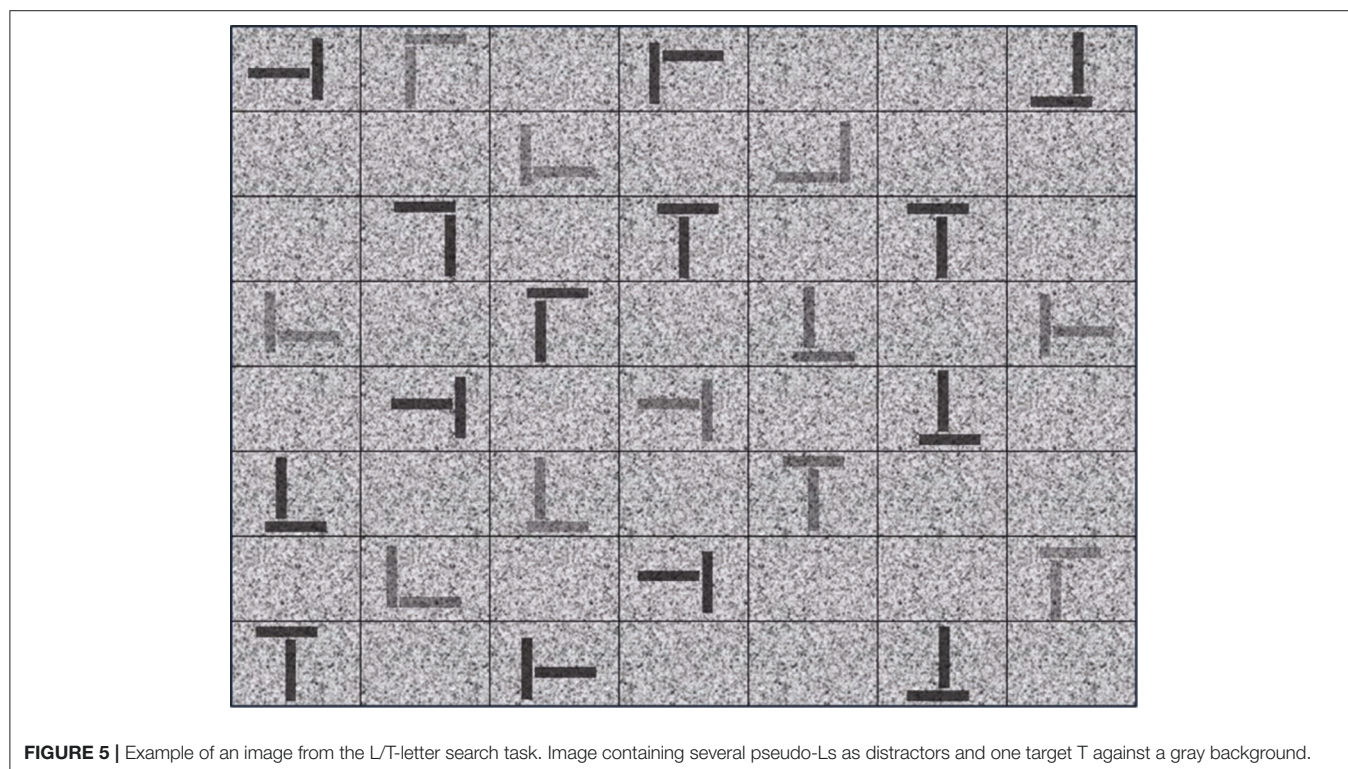 FIGURE 5 | Example of an image from the L/T-letter search task. Image containing several pseudo-Ls as distractors and one target T against a gray background.